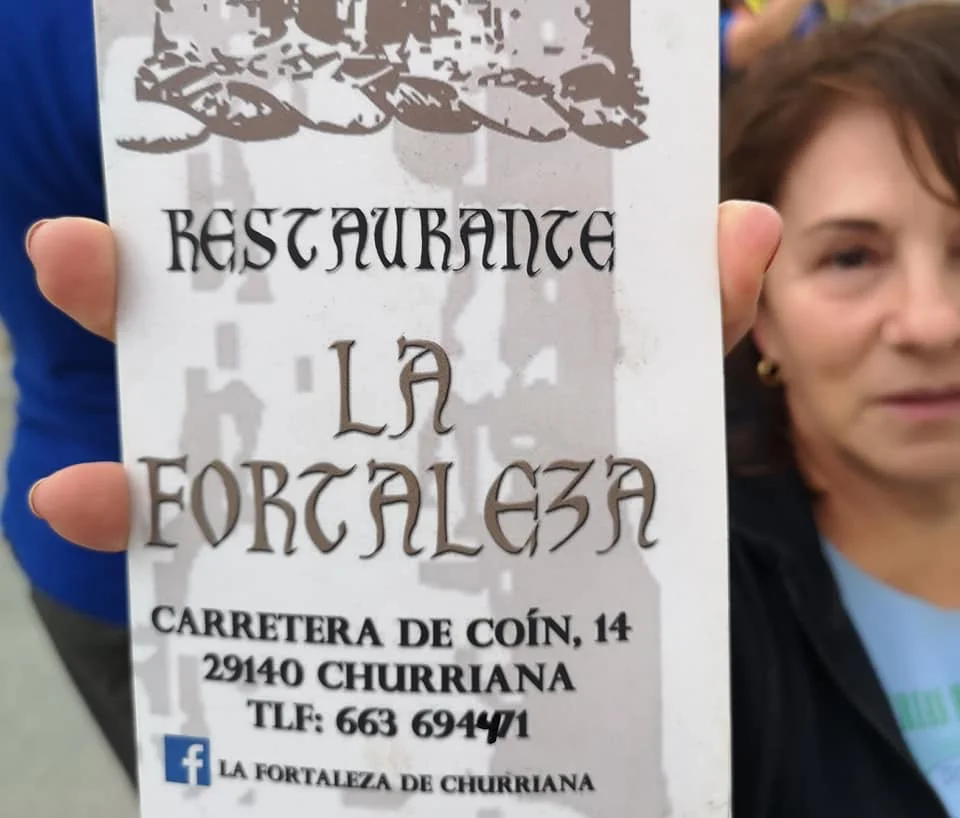 RESTAURANTE
LA
FORTALEZA
CARRETERA DE COÍN, 14
29140 CHURRIANA
TLF: 663 694471
f LA FORTALEZA DE CHURRIANA